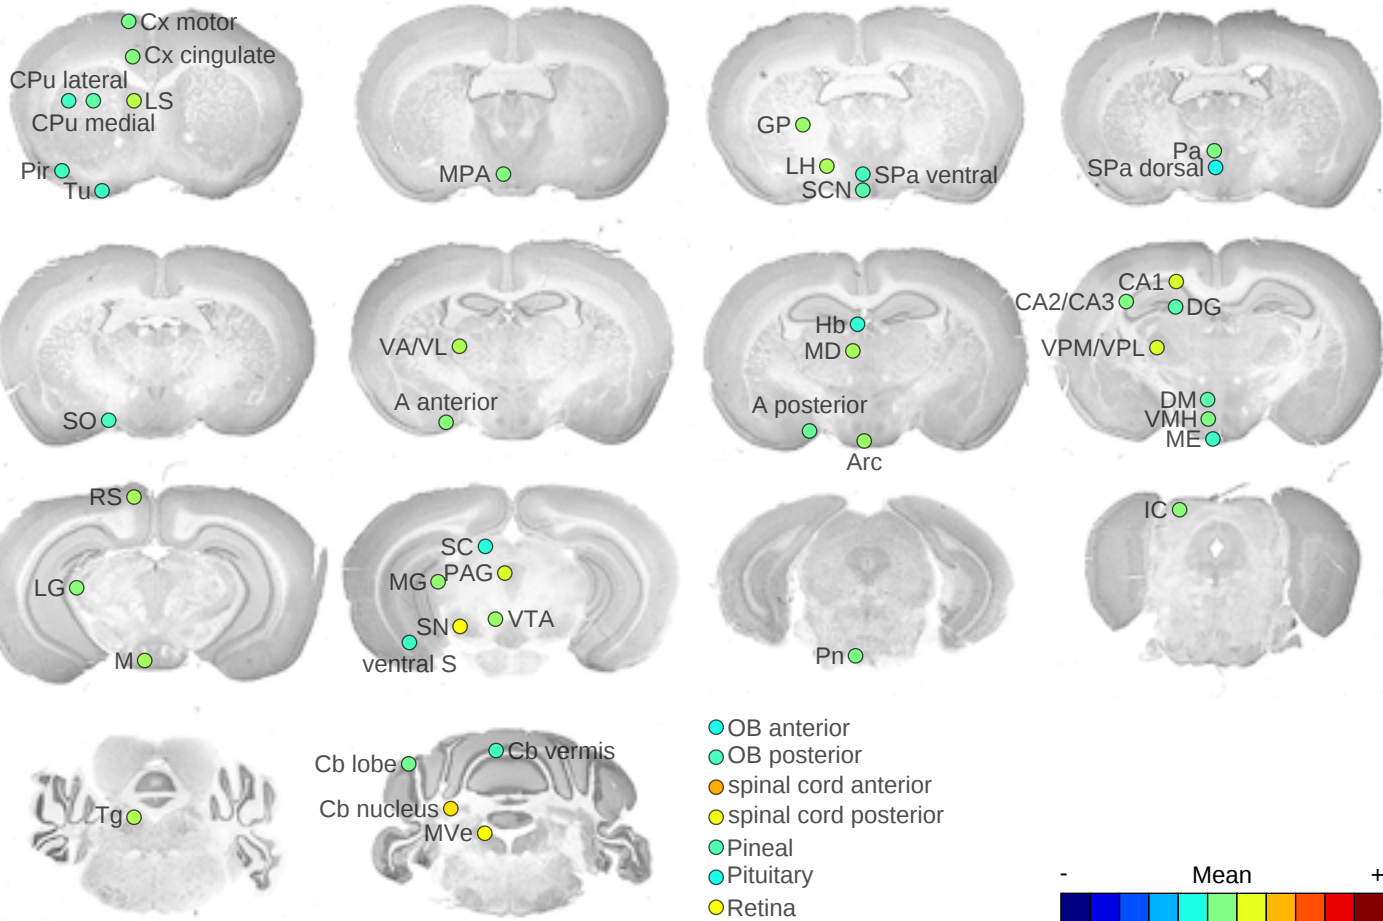 Cx motor
Cx cingulate
CPu lateral
LS
CPu medial
Pir
Tu
MPA
GP
LH
SPa ventral
SCN
Pa
SPa dorsal
SO
VA/VL
A anterior
Hb
MD
A posterior
Arc
CA1
CA2/CA3
DG
VPM/VPL
DM
VMH
ME
RS
LG
M
SC
PAG
MG
VTA
SN
ventral S
Pn
IC
Tg
Cb lobe
Cb vermis
Cb nucleus
MVe
OB anterior
OB posterior
spinal cord anterior
spinal cord posterior
Pineal
Pituitary
Retina
- Mean +